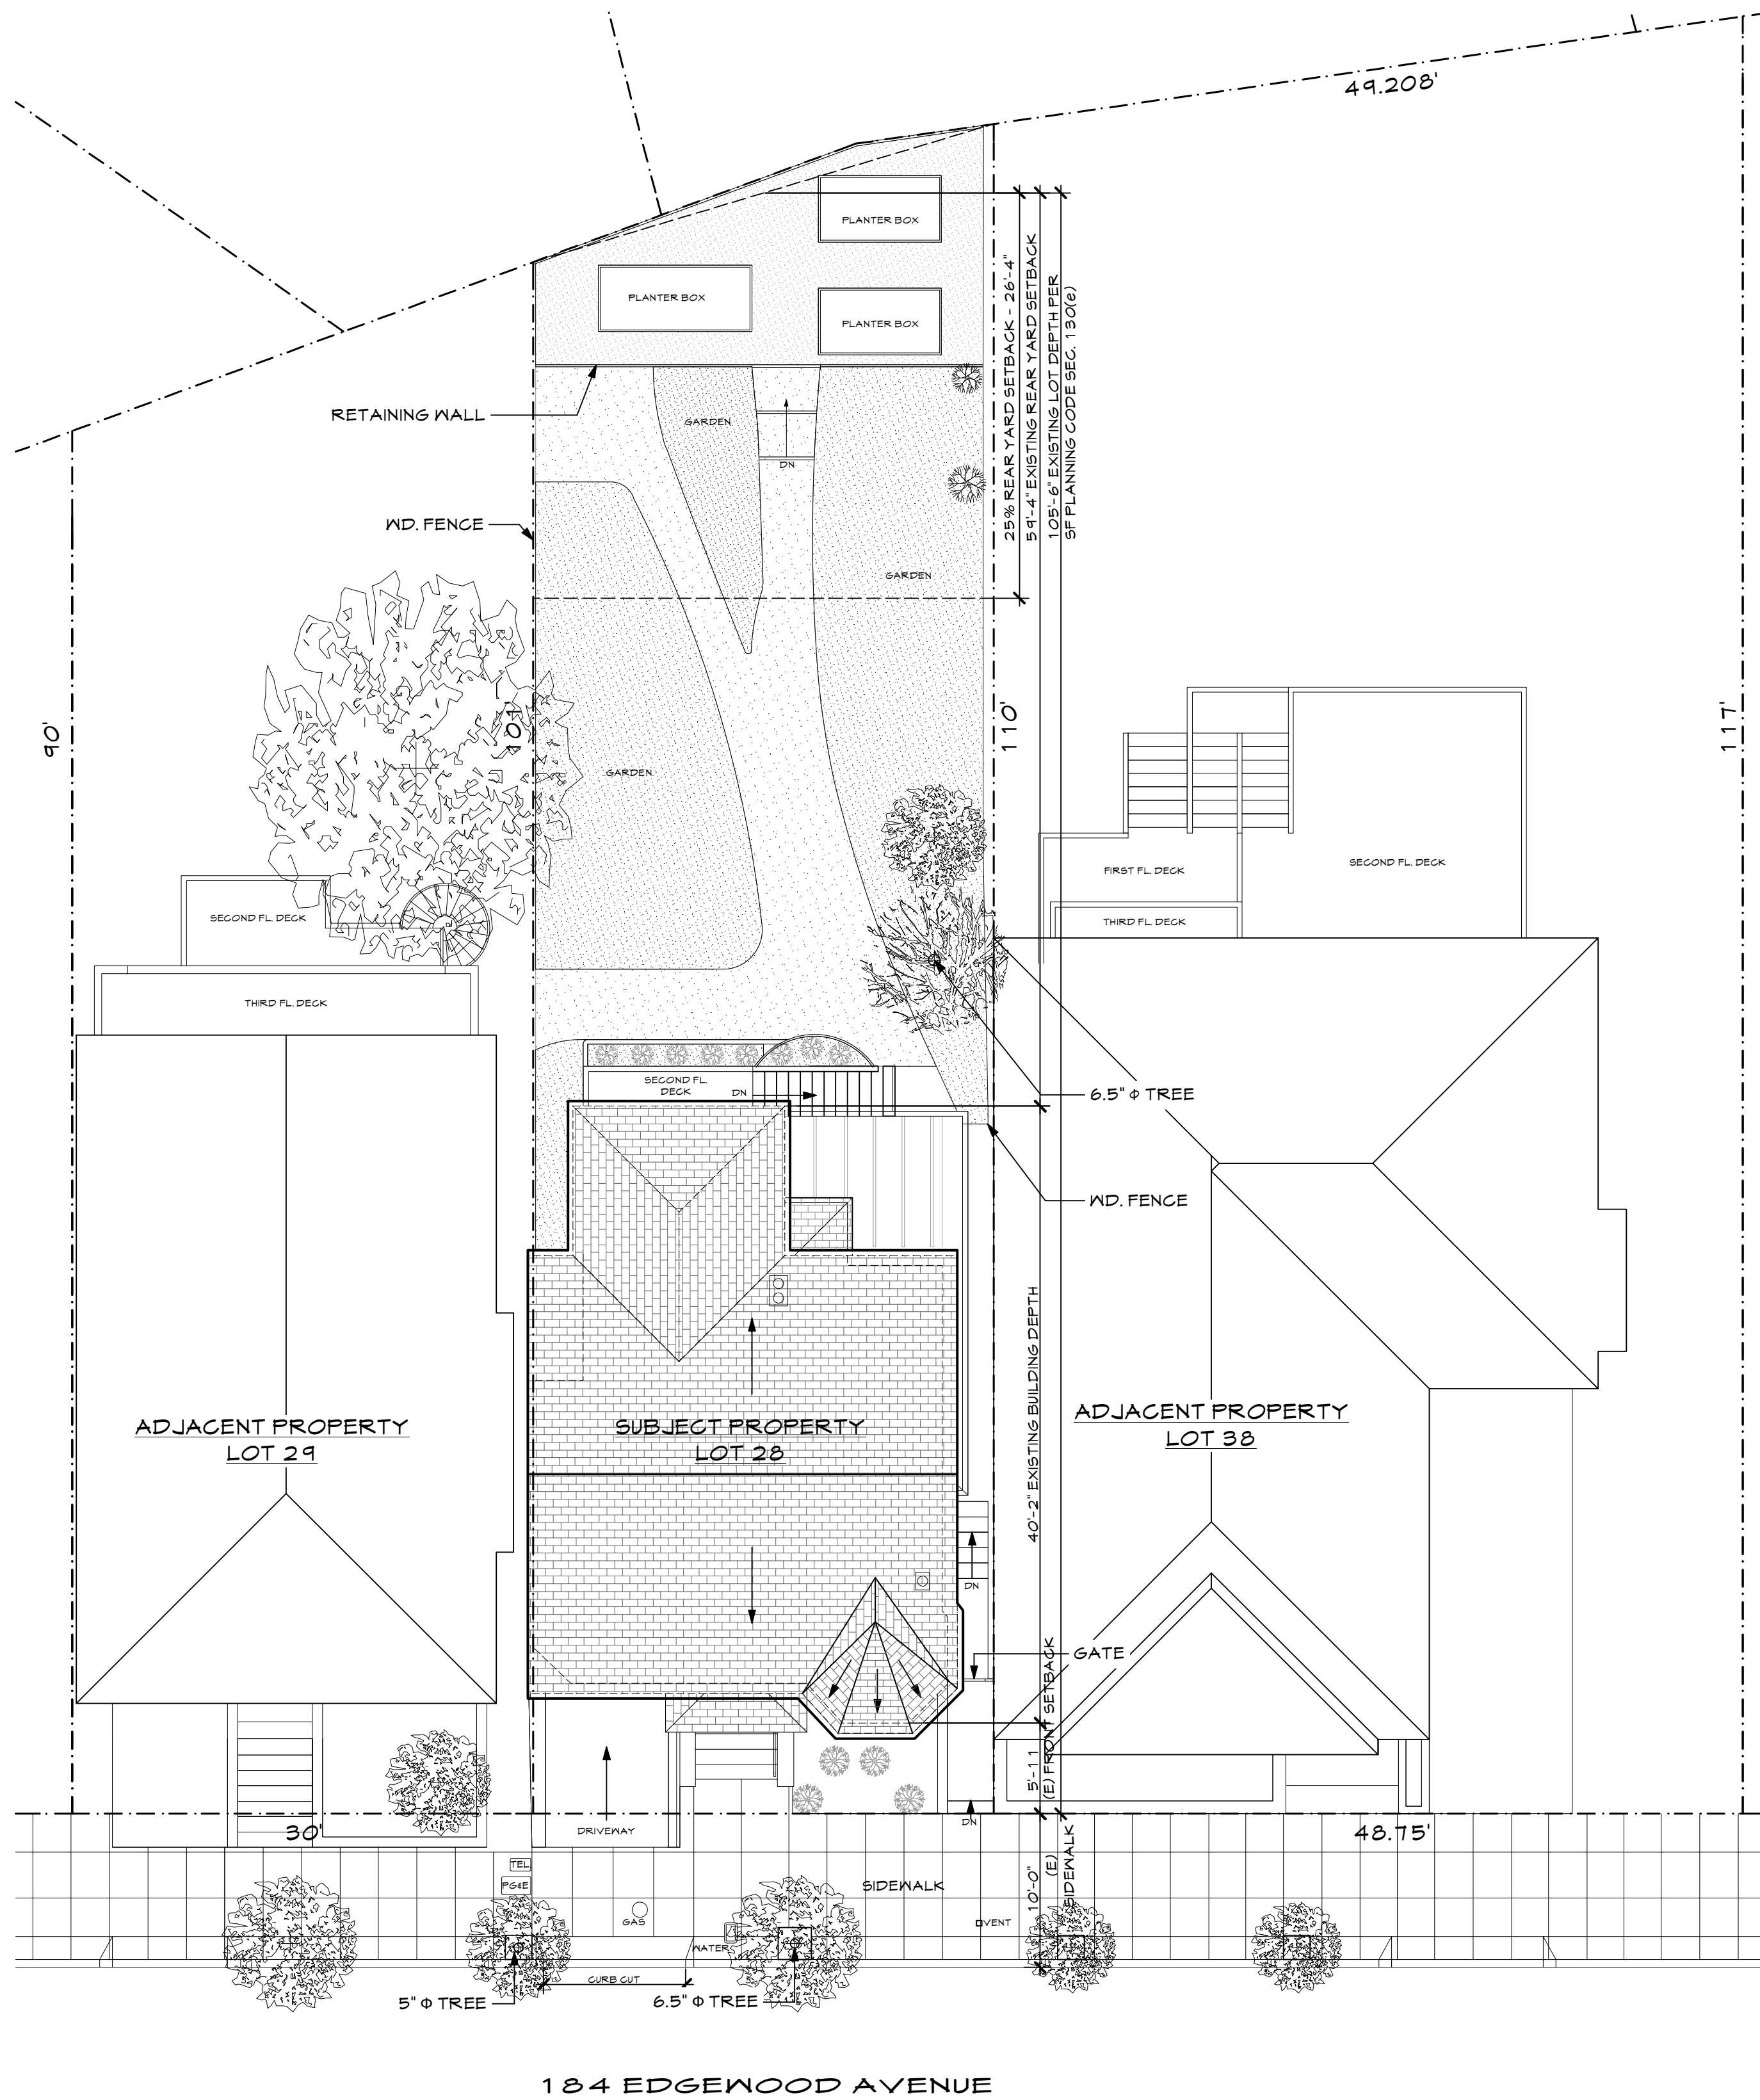 49.208'
PLANTER BOX
PLANTER BOX
PLANTER BOX
25% REAR YARD SETBACK - 26'-4"
59'-4" EXISTING REAR YARD SETBACK
105'-6" EXISTING LOT DEPTH PER
SF PLANNING CODE SEC. 130(e)
RETAINING WALL
GARDEN
DN
WD. FENCE
GARDEN
90'
101'
110'
117'
GARDEN
SECOND FL. DECK
THIRD FL. DECK
FIRST FL. DECK
SECOND FL. DECK
THIRD FL. DECK
SECOND FL.
DECK
DN
6.5" Φ TREE
WD. FENCE
40'-2" EXISTING BUILDING DEPTH
ADJACENT PROPERTY
LOT 29
SUBJECT PROPERTY
LOT 28
ADJACENT PROPERTY
LOT 38
DN
GATE
5'-11
(E) FRONT SETBACK
DN
30'
DRIVEWAY
48.75'
TEL
PG&E
SIDEWALK
10'-0"
(E)
SIDEWALK
GAS
VENT
WATER
CURB CUT
5" Φ TREE
6.5" Φ TREE
184 EDGEWOOD AVENUE